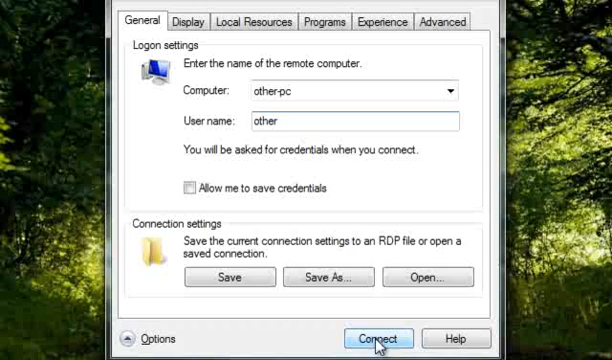 General Display Local Resources Programs Experience Advanced
Logon settings
Enter the name of the remote computer.
Computer: other-pc
User name: other
You will be asked for credentials when you connect.
Allow me to save credentials
Connection settings
Save the current connection settings to an RDP file or open a
saved connection.
Save Save As... Open...
Options Connect Help